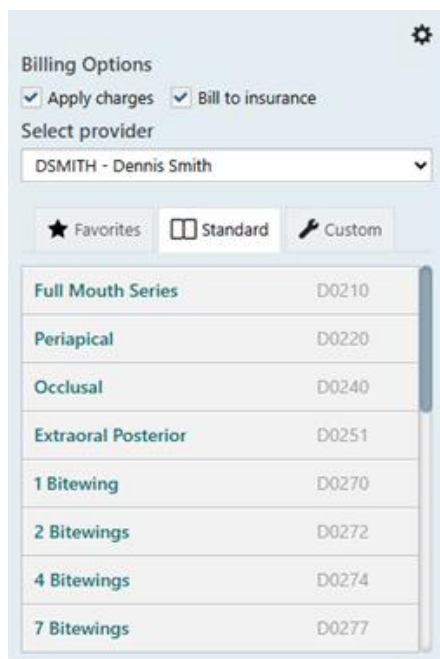 Billing Options
Apply charges Bill to insurance
Select provider
DSMITH - Dennis Smith
Favorites Standard Custom
Full Mouth Series D0210
Periapical D0220
Occlusal D0240
Extraoral Posterior D0251
1 Bitewing D0270
2 Bitewings D0272
4 Bitewings D0274
7 Bitewings D0277